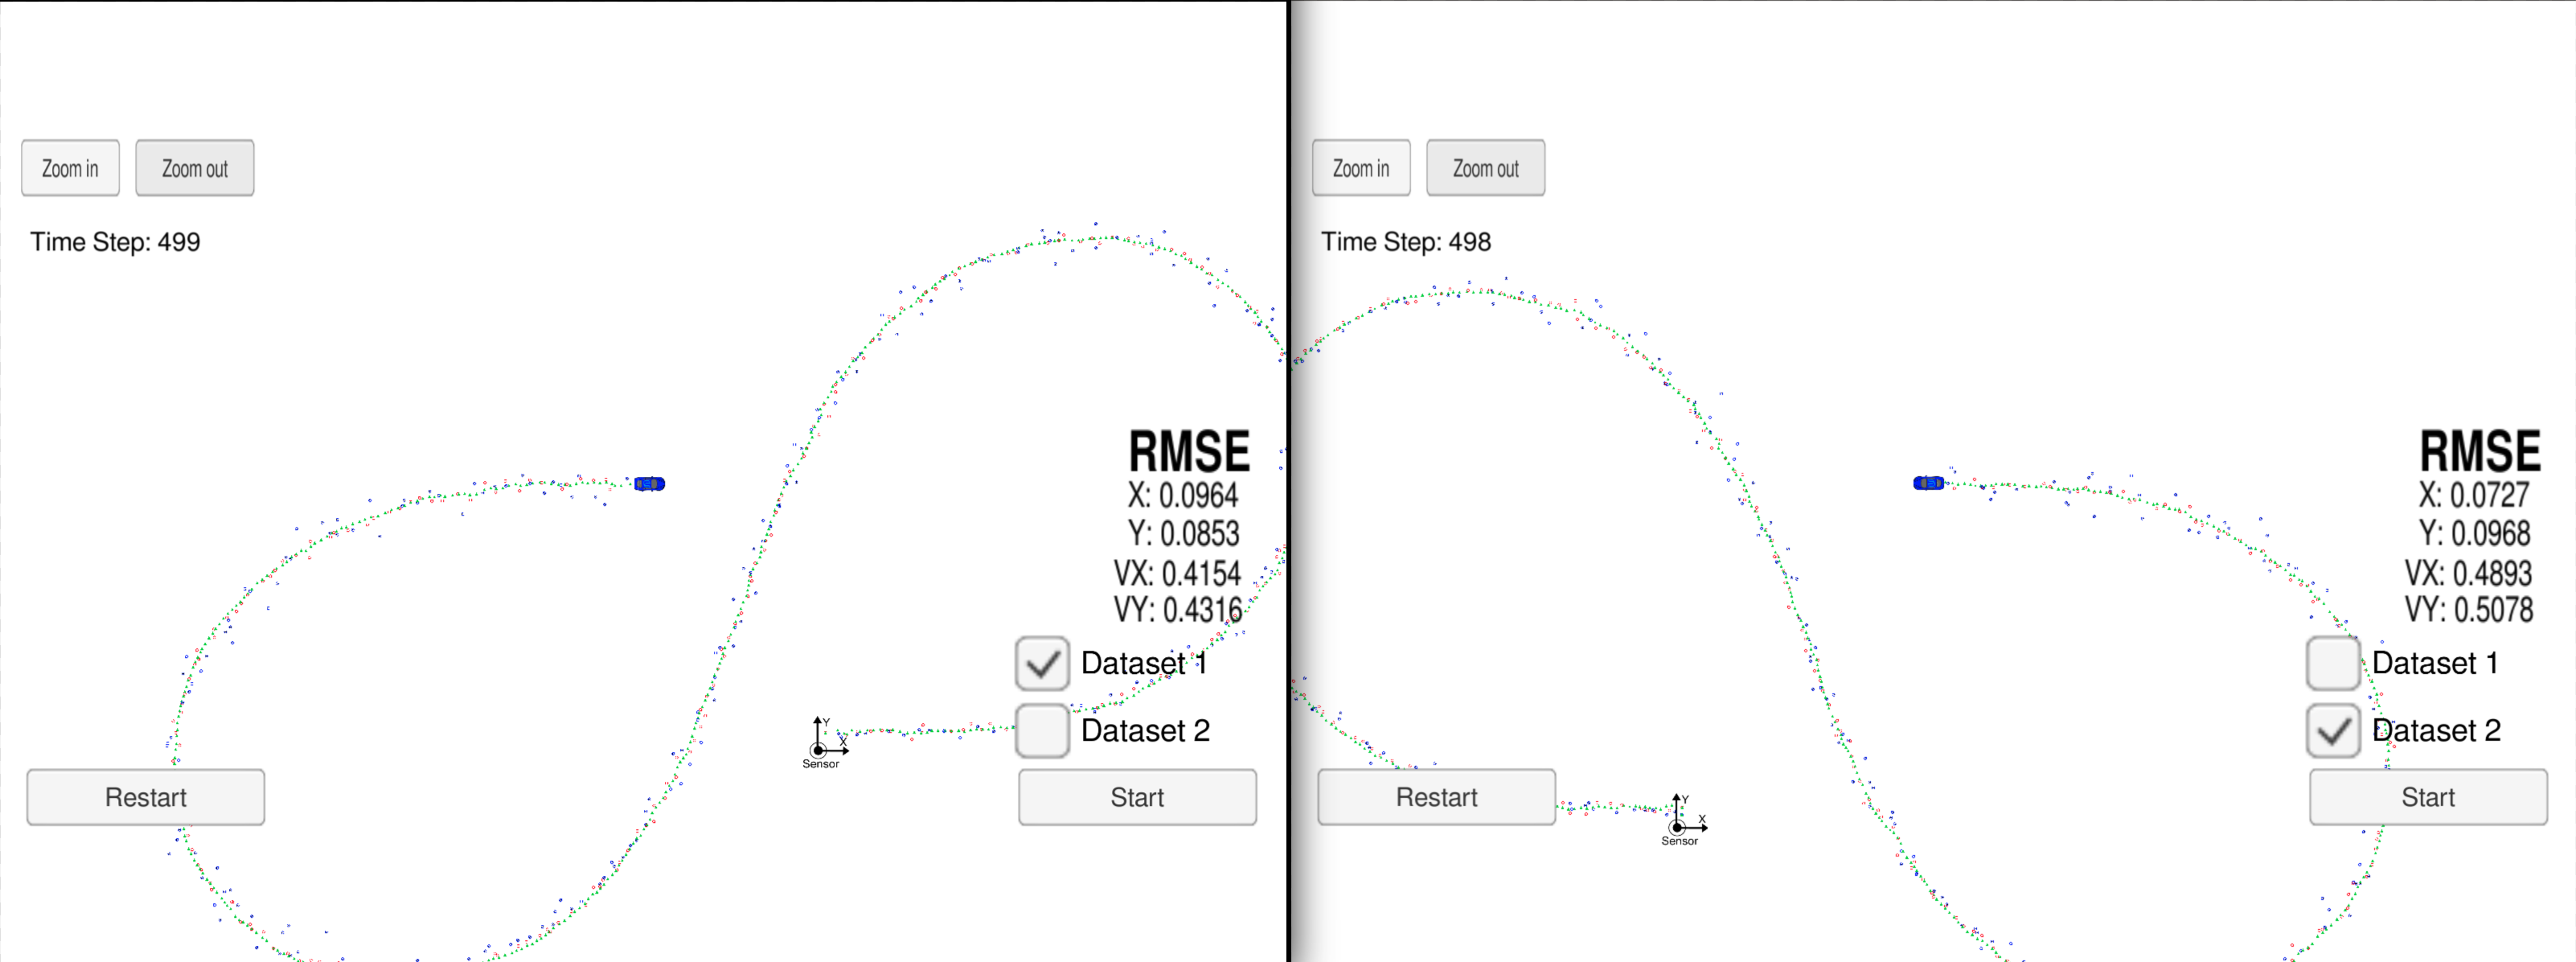 Zoom in
Zoom out
Time Step: 499
RMSE
X: 0.0964
Y: 0.0853
VX: 0.4154
VY: 0.4316
Dataset 1
Dataset 2
Y
X
Sensor
Restart
Start
Zoom in
Zoom out
Time Step: 498
RMSE
X: 0.0727
Y: 0.0968
VX: 0.4893
VY: 0.5078
Dataset 1
Dataset 2
Restart
Y
X
Sensor
Start